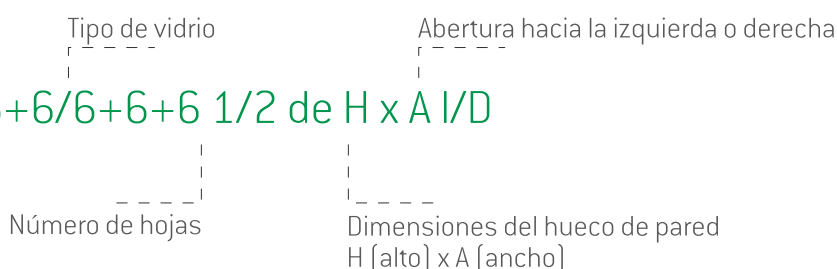 Tipo de vidrio
Abertura hacia la izquierda o derecha
+6/6+6+6 1/2 de H x A I/D
Número de hojas
Dimensiones del hueco de pared
H (alto) x A (ancho)